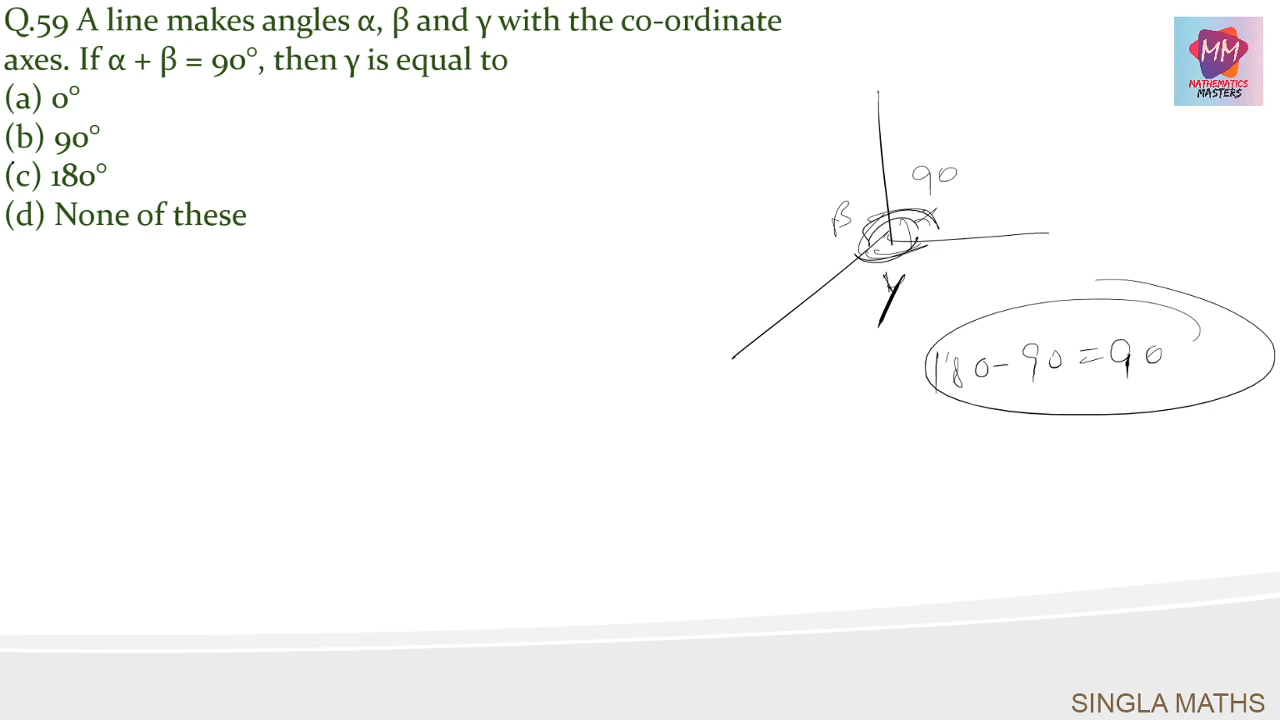 Q.59 A line makes angles α, β and γ with the co-ordinate
axes. If α + β = 90°, then γ is equal to
(a) 0°
(b) 90°
(c) 180°
(d) None of these
MM
MATHEMATICS
MASTERS
90
β
γ
180-90=90
SINGLA MATHS